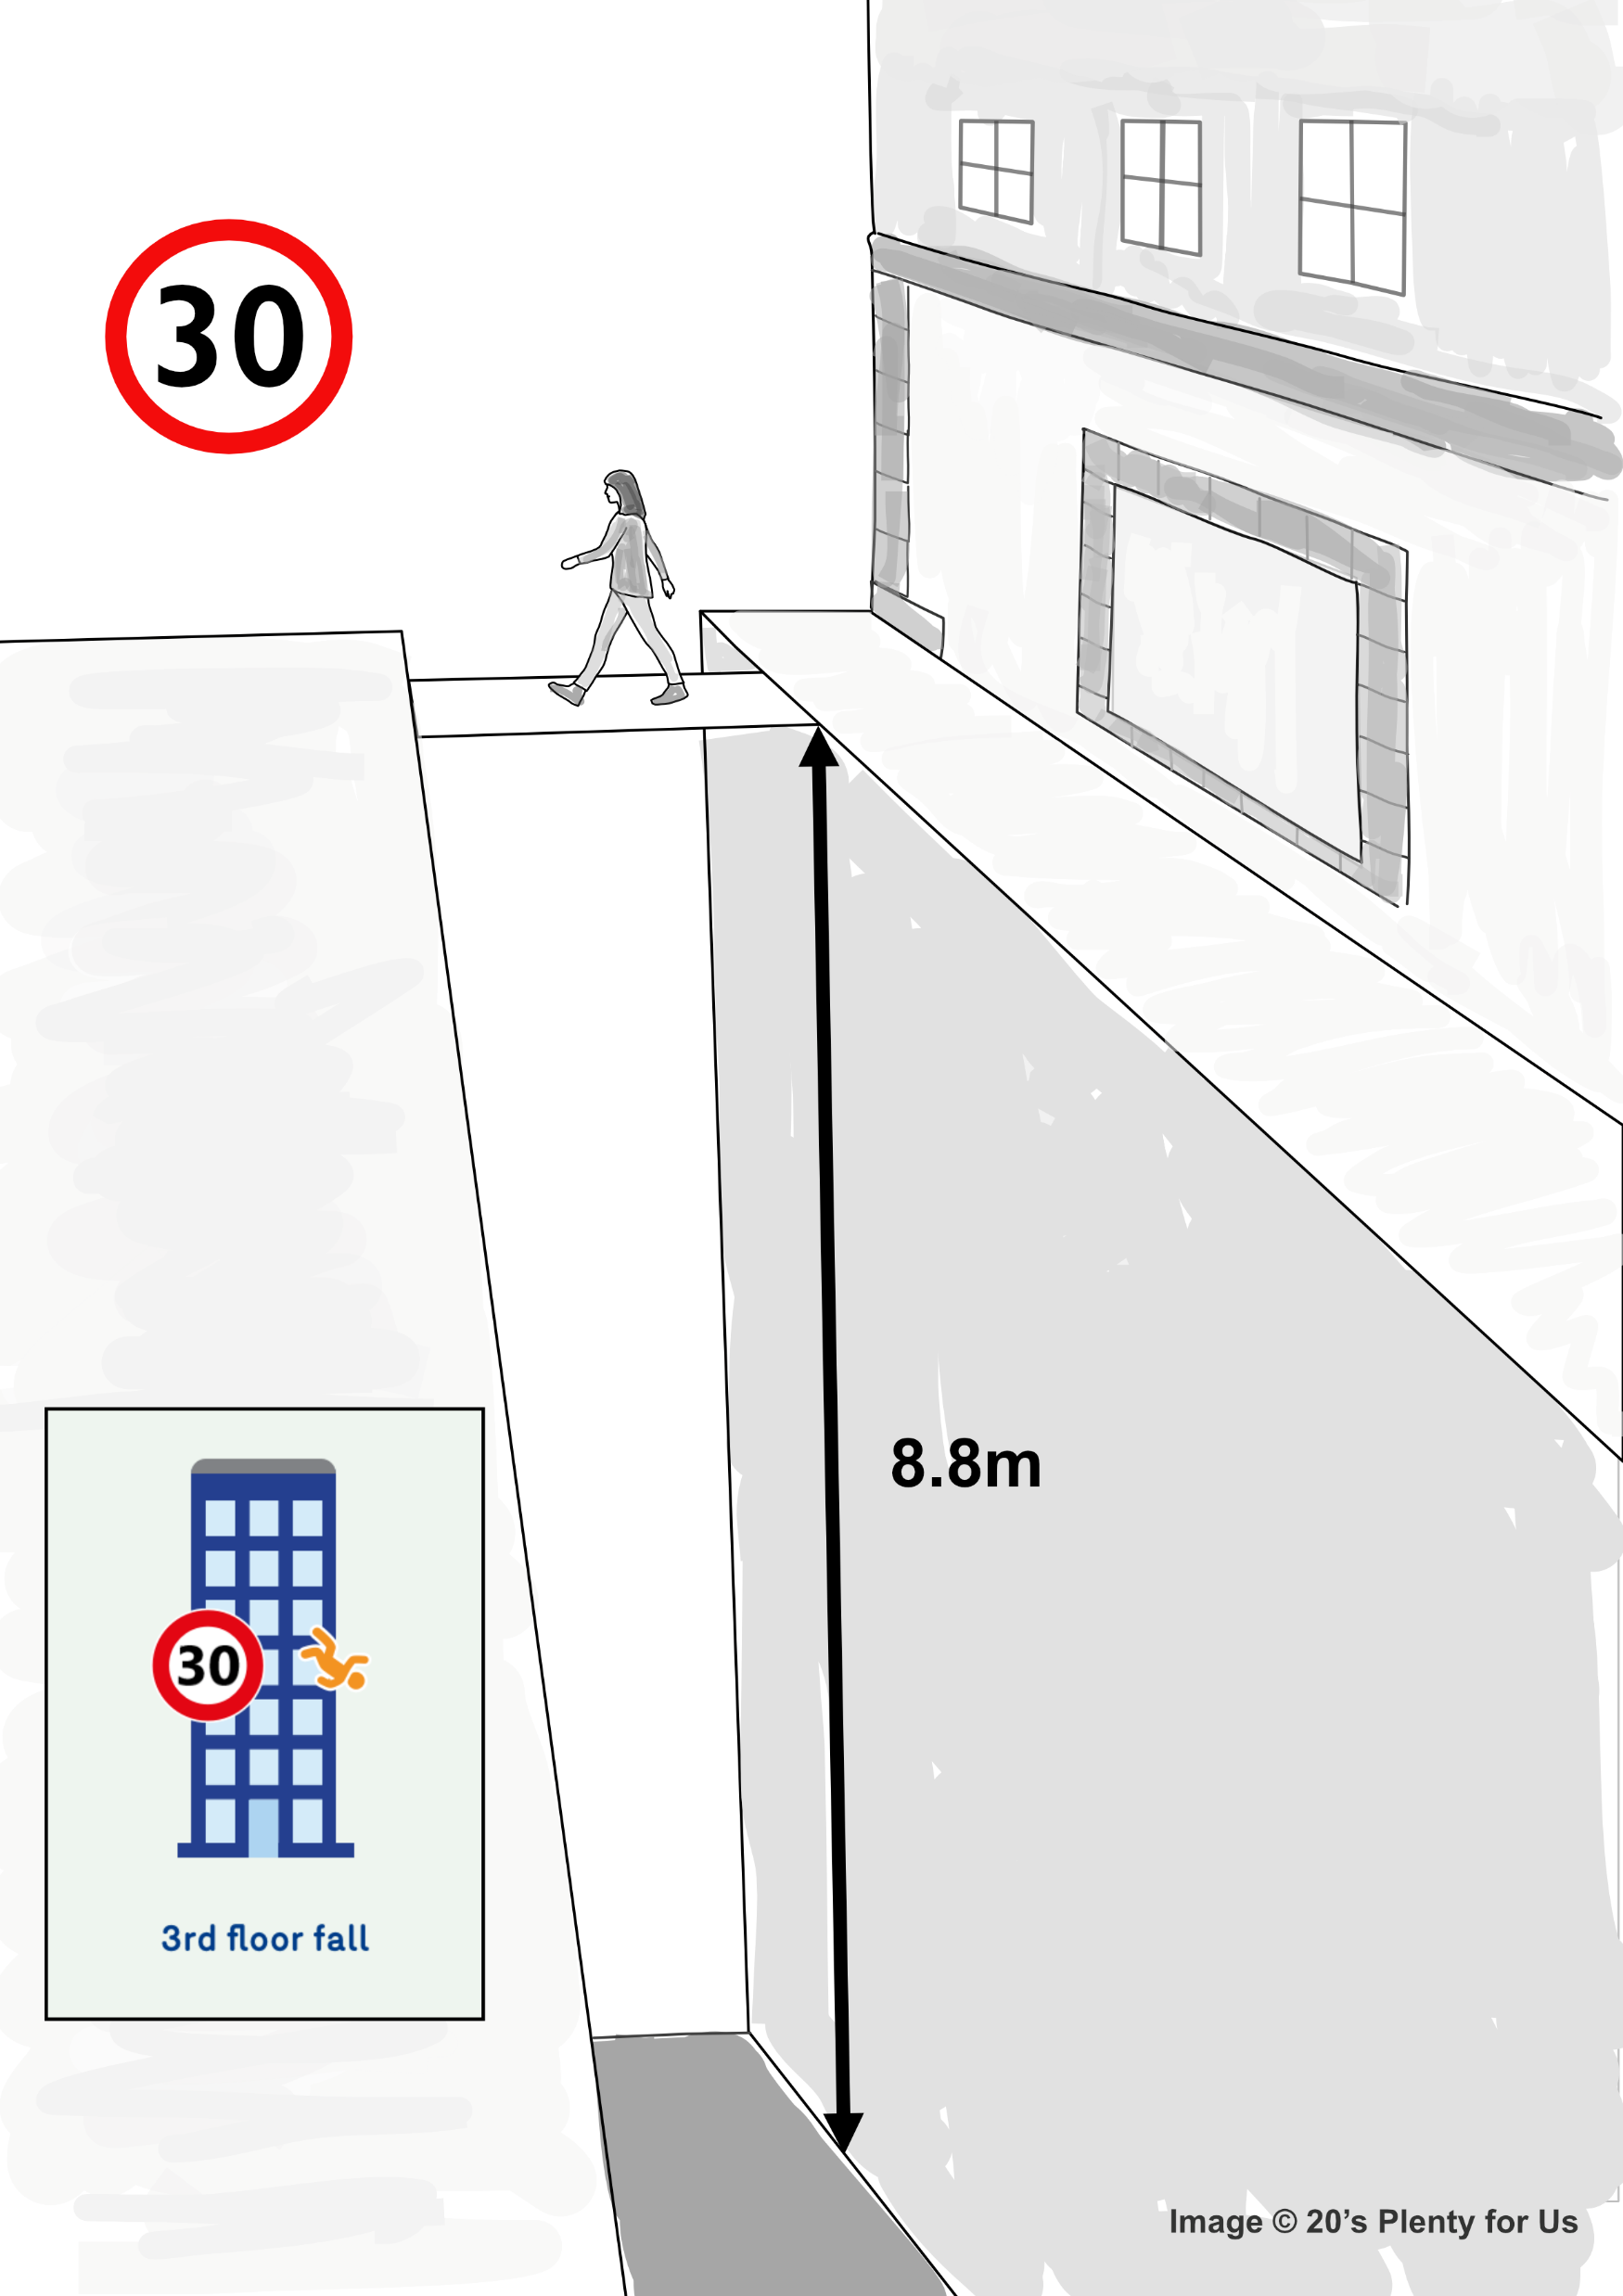 30
8.8m
30
3rd floor fall
Image © 20’s Plenty for Us